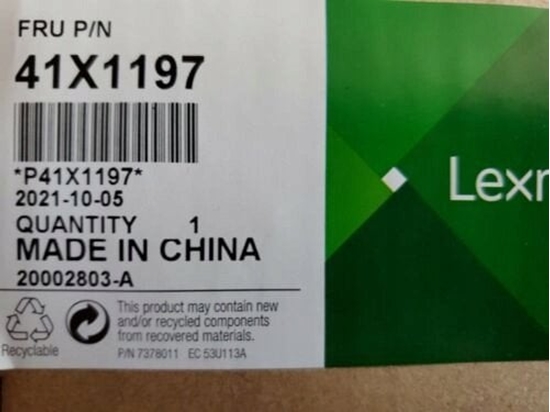 FRU P/N
41X1197
*P41X1197*
2021-10-05
QUANTITY 1
MADE IN CHINA
20002803-A
Recyclable
This product may contain new
and/or recycled components
from recovered materials.
P/N 7378011 EC 53U113A
Lexr